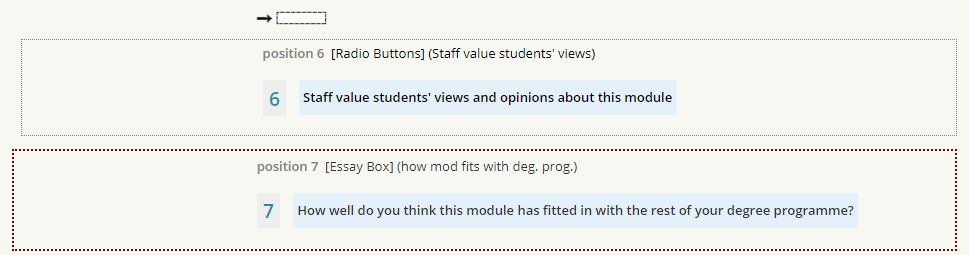 position 6 [Radio Buttons] (Staff value students' views)
6 Staff value students' views and opinions about this module
position 7 [Essay Box] (how mod fits with deg. prog.)
7 How well do you think this module has fitted in with the rest of your degree programme?